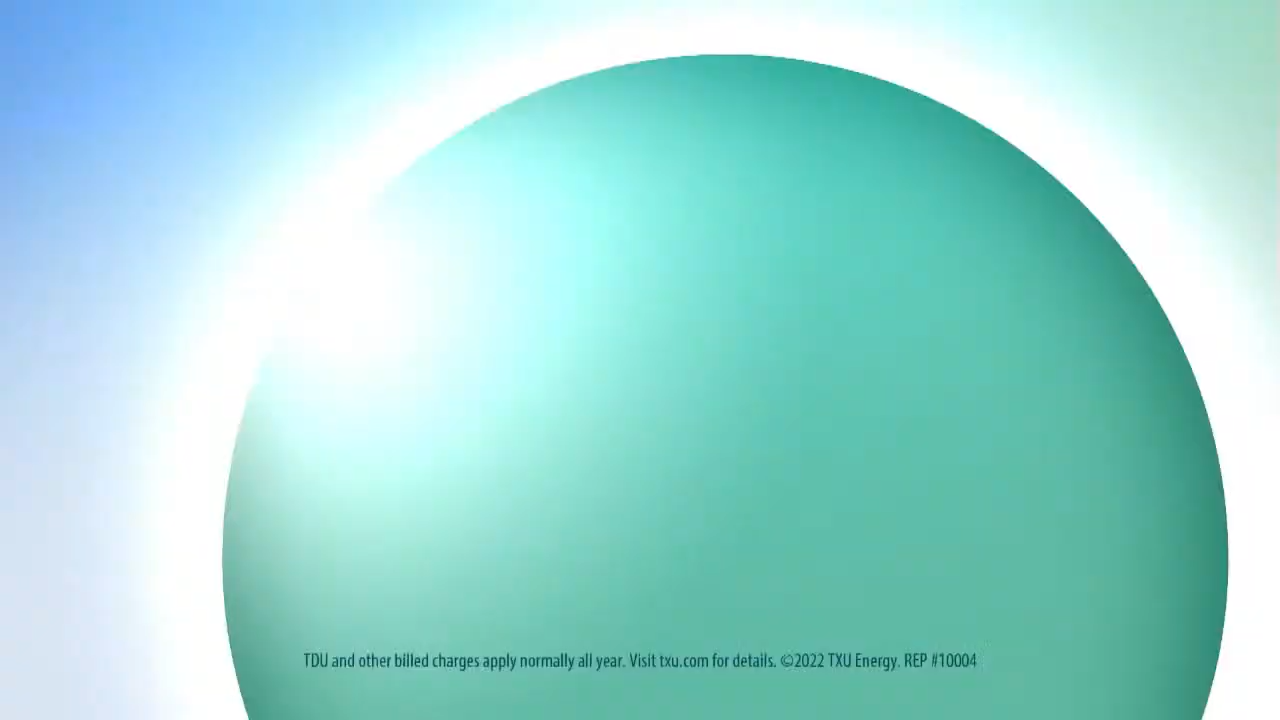 TDU and other billed charges apply normally all year. Visit txu.com for details. ©2022 TXU Energy. REP #10004